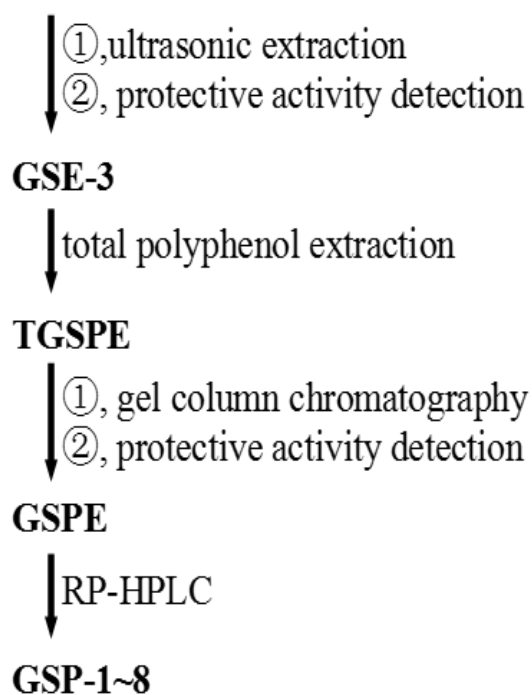 ①,ultrasonic extraction
②, protective activity detection
GSE-3
total polyphenol extraction
TGSPE
①, gel column chromatography
②, protective activity detection
GSPE
RP-HPLC
GSP-1~8